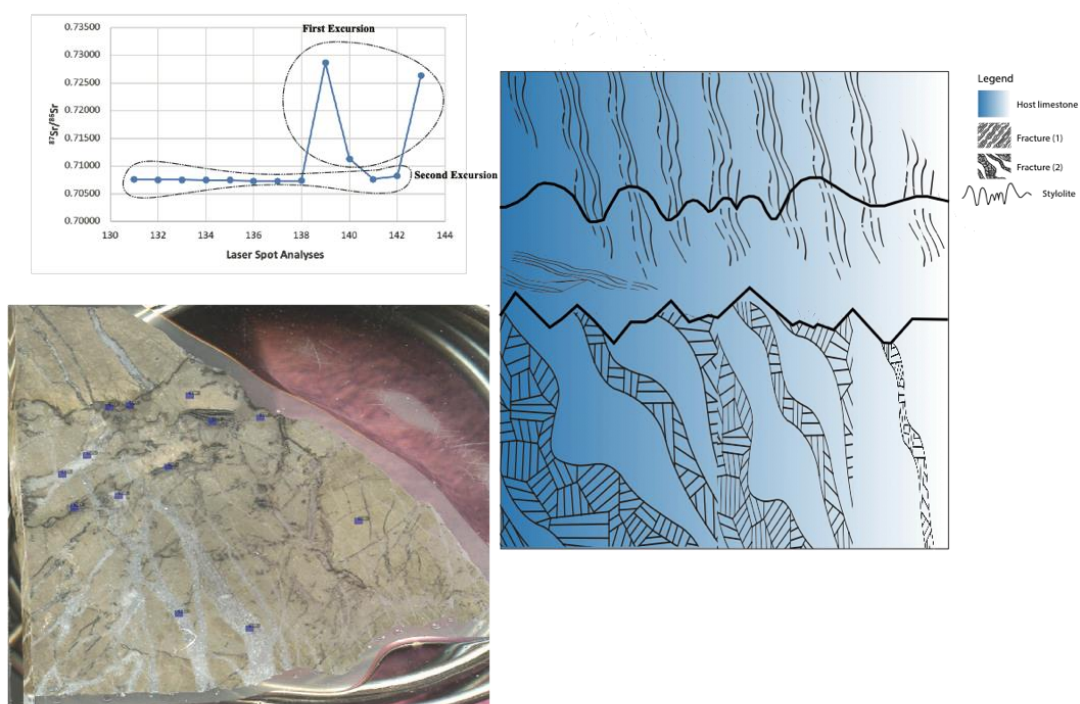 First Excursion
0.73500
0.73000
0.72500
0.72000
0.71500
0.71000
0.70500
0.70000
87Sr/86Sr
Second Excursion
130 132 134 136 138 140 142 144
Laser Spot Analyses
Legend
Host limestone
Fracture (1)
Fracture (2)
Stylolite